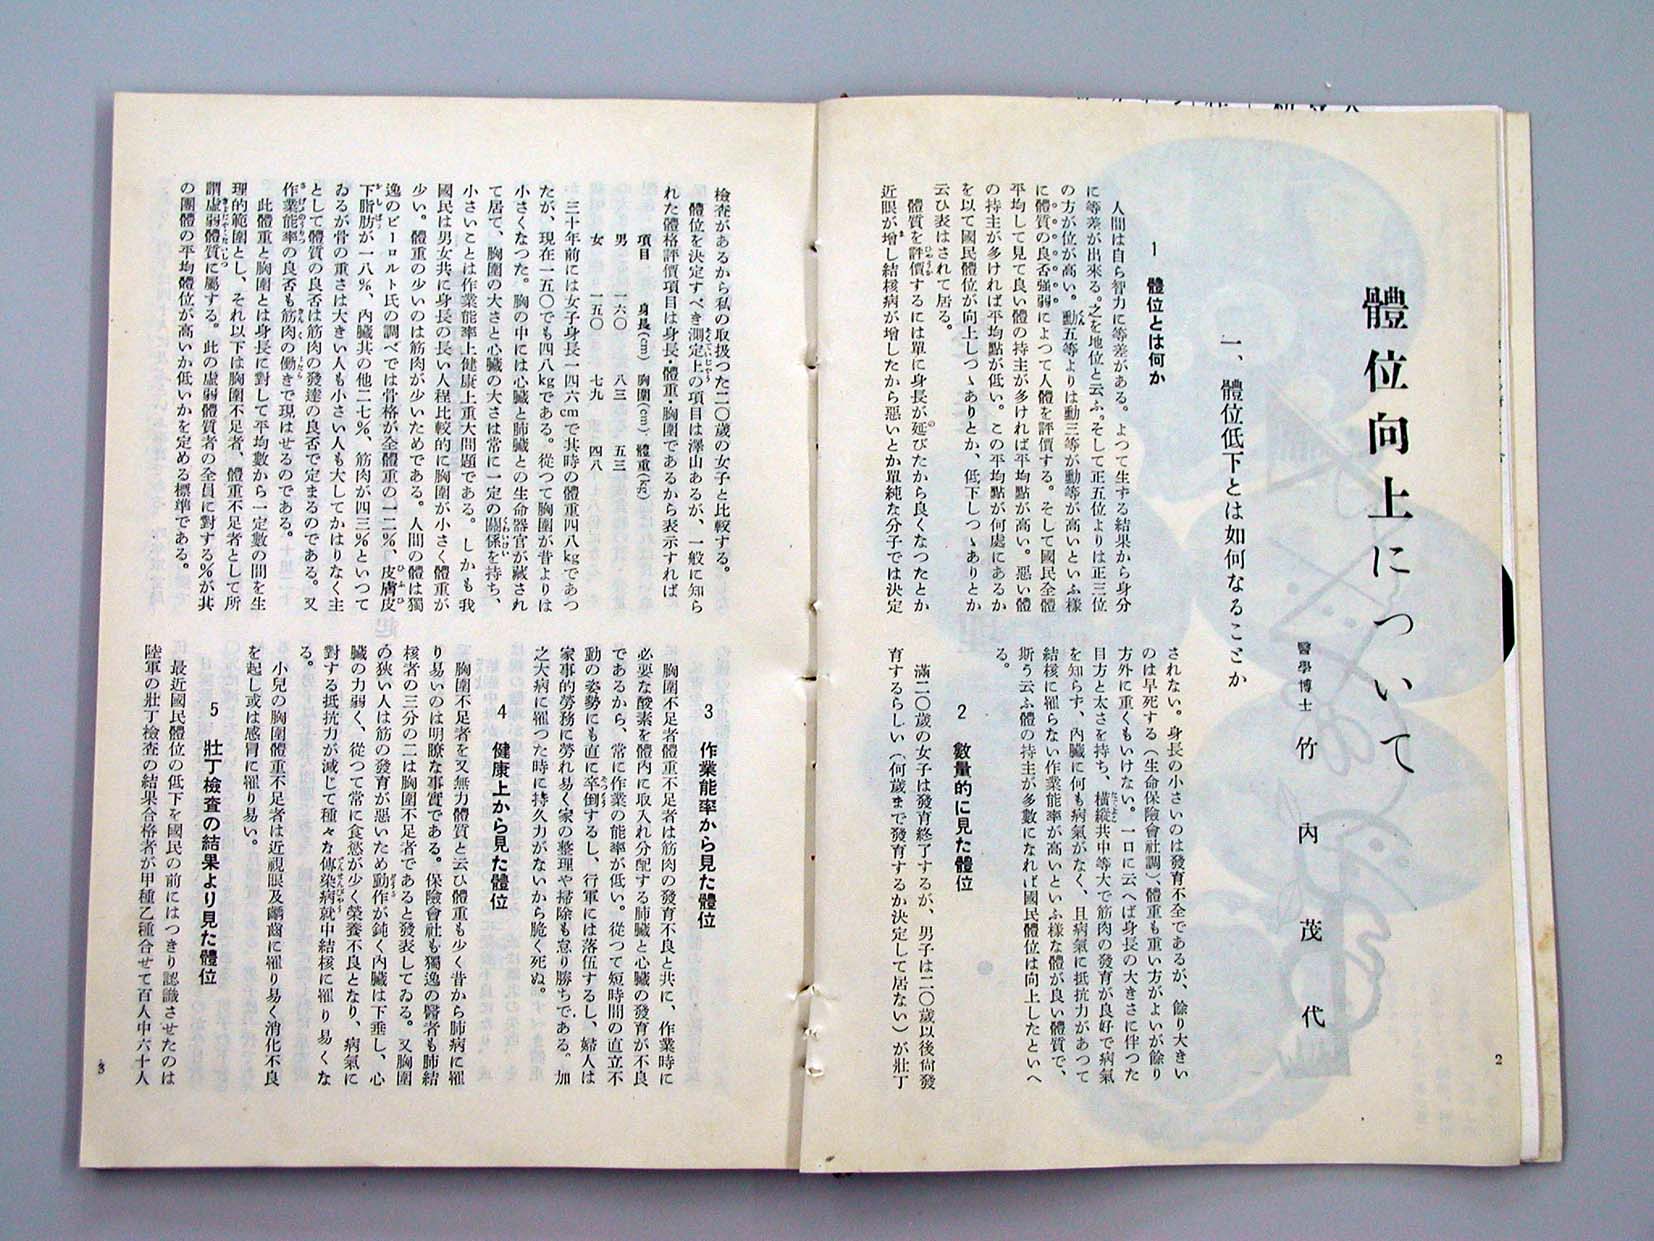 體位向上について
醫學博士 竹內茂代
一、體位低下とは如何なることか
1 體位とは何か
人間は自ら智力に等差がある。よつて生ずる結果から身分
に等差が出來る。之を地位と云ふ。そして正五位よりは正三位
の方が位が高い。勳五等よりは勳三等が勳等が高いといふ樣
に體質の良否強弱によつて人體を評價する。そして國民全體
平均して見て良い體の持主が多ければ平均點が高い。惡い體
の持主が多ければ平均點が低い。この平均點が何處にあるか
を以て國民體位が向上しつゝありとか、低下しつゝありとか
云ひ表はされて居る。
體質を評價するには單に身長が延びたから良くなつたとか
近眼が增し結核病が增したから惡いとか單純な分子では決定
されない。身長の小さいのは發育不全であるが、餘り大きい
のは早死する（生命保險會社調）、體重も重い方がよいが餘り
方外に重くもいけない。一口に云へば身長の大きさに伴つた
目方と太さを持ち、橫縱共中等大で筋肉の發育が良好で病氣
を知らず、內臟に何も病氣がなく、且病氣に抵抗力があつて
結核に罹らない作業能率が高いといふ樣な體が良い體質で、
斯う云ふ體の持主が多數になれば國民體位は向上したといへ
る。
2 數量的に見た體位
滿二〇歲の女子は發育終了するが、男子は二〇歲以後尙發
育するらしい（何歲まで發育するか決定して居ない）が壯丁
2
檢査があるから私の取扱つた二〇歲の女子と比較する。
體位を決定すべき測定上の項目は澤山あるが、一般に知ら
れた體格評價項目は身長・體重・胸圍であるから表示すれば
項目 身長(cm) 胸圍(cm) 體重(kg)
男 一六〇 八三 五三
女 一五〇 七九 四八
三十年前には女子身長一四六cmで其時の體重四八kgであつ
たが、現在一五〇でも四八kgである。從つて胸圍が昔よりは
小さくなつた。胸の中には心臟と肺臟との生命器官が藏され
て居て、胸圍の大さと心臟の大さは常に一定の關係を持ち、
小さいことは作業能率上健康上重大問題である。しかも我
國民は男女共に身長の長い人程比較的に胸圍が小さく體重が
少い。體重の少いのは筋肉が少いためである。人間の體は獨
逸のビーロルト氏の調べでは骨格が全體重の一二％、皮膚皮
下脂肪が一八％、內臟其の他二七％、筋肉が四三％といつて
ゐるが骨の重さは大きい人も小さい人も大してかはりなく主
として體質の良否は筋肉の發達の良否で定まるのである。又
作業能率の良否も筋肉の働きで現はせるのである。
此體重と胸圍とは身長に對して平均數から一定數の間を生
理的範圍とし、それ以下は胸圍不足者、體重不足者として所
謂虛弱體質に屬する。此の虛弱體質者の全員に對する％が其
の團體の平均體位が高いか低いかを定める標準である。
3 作業能率から見た體位
胸圍不足者體重不足者は筋肉の發育不良と共に、作業時に
必要な酸素を體內に取入れ分配する肺臟と心臟の發育が不良
であるから、常に作業の能率が低い。從つて短時間の直立不
動の姿勢にも直に卒倒するし、行軍には落伍するし、婦人は
家事的勞務に勞れ易く家の整理や掃除も怠り勝ちである。加
之大病に罹つた時に持久力がないから脆く死ぬ。
4 健康上から見た體位
胸圍不足者を又無力體質と云ひ體重も少く昔から肺病に罹
り易いのは明瞭な事實である。保險會社も獨逸の醫者も肺結
核者の三分の二は胸圍不足者であると發表してゐる。又胸圍
の狹い人は筋の發育が惡いため動作が鈍く內臟は下垂し、心
臟の力弱く、從つて常に食慾が少く榮養不良となり、病氣に
對する抵抗力が減じて種々な傳染病就中結核に罹り易くな
る。
小兒の胸圍體重不足者は近視眼及齲齒に罹り易く消化不良
を起し或は感冒に罹り易い。
5 壯丁檢査の結果より見た體位
最近國民體位の低下を國民の前にはつきり認識させたのは
陸軍の壯丁檢査の結果合格者が甲種乙種合せて百人中六十人
3